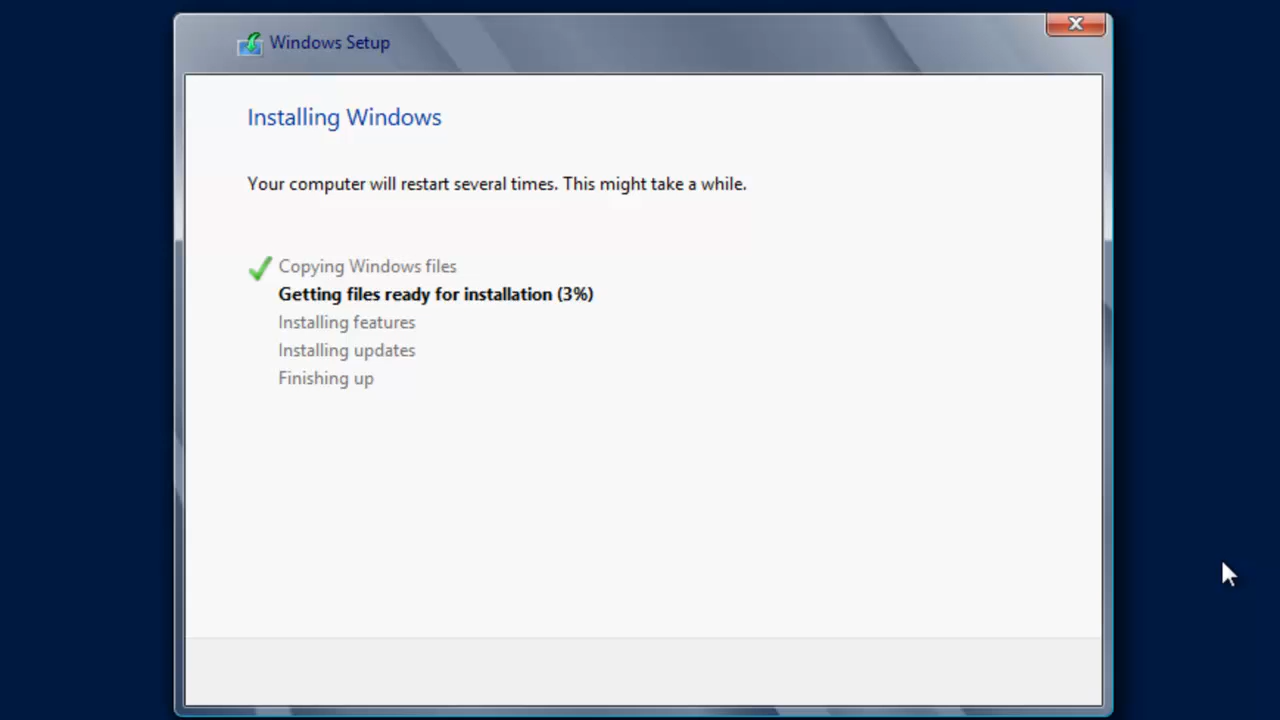 Windows Setup
Installing Windows
Your computer will restart several times. This might take a while.
Copying Windows files
Getting files ready for installation (3%)
Installing features
Installing updates
Finishing up